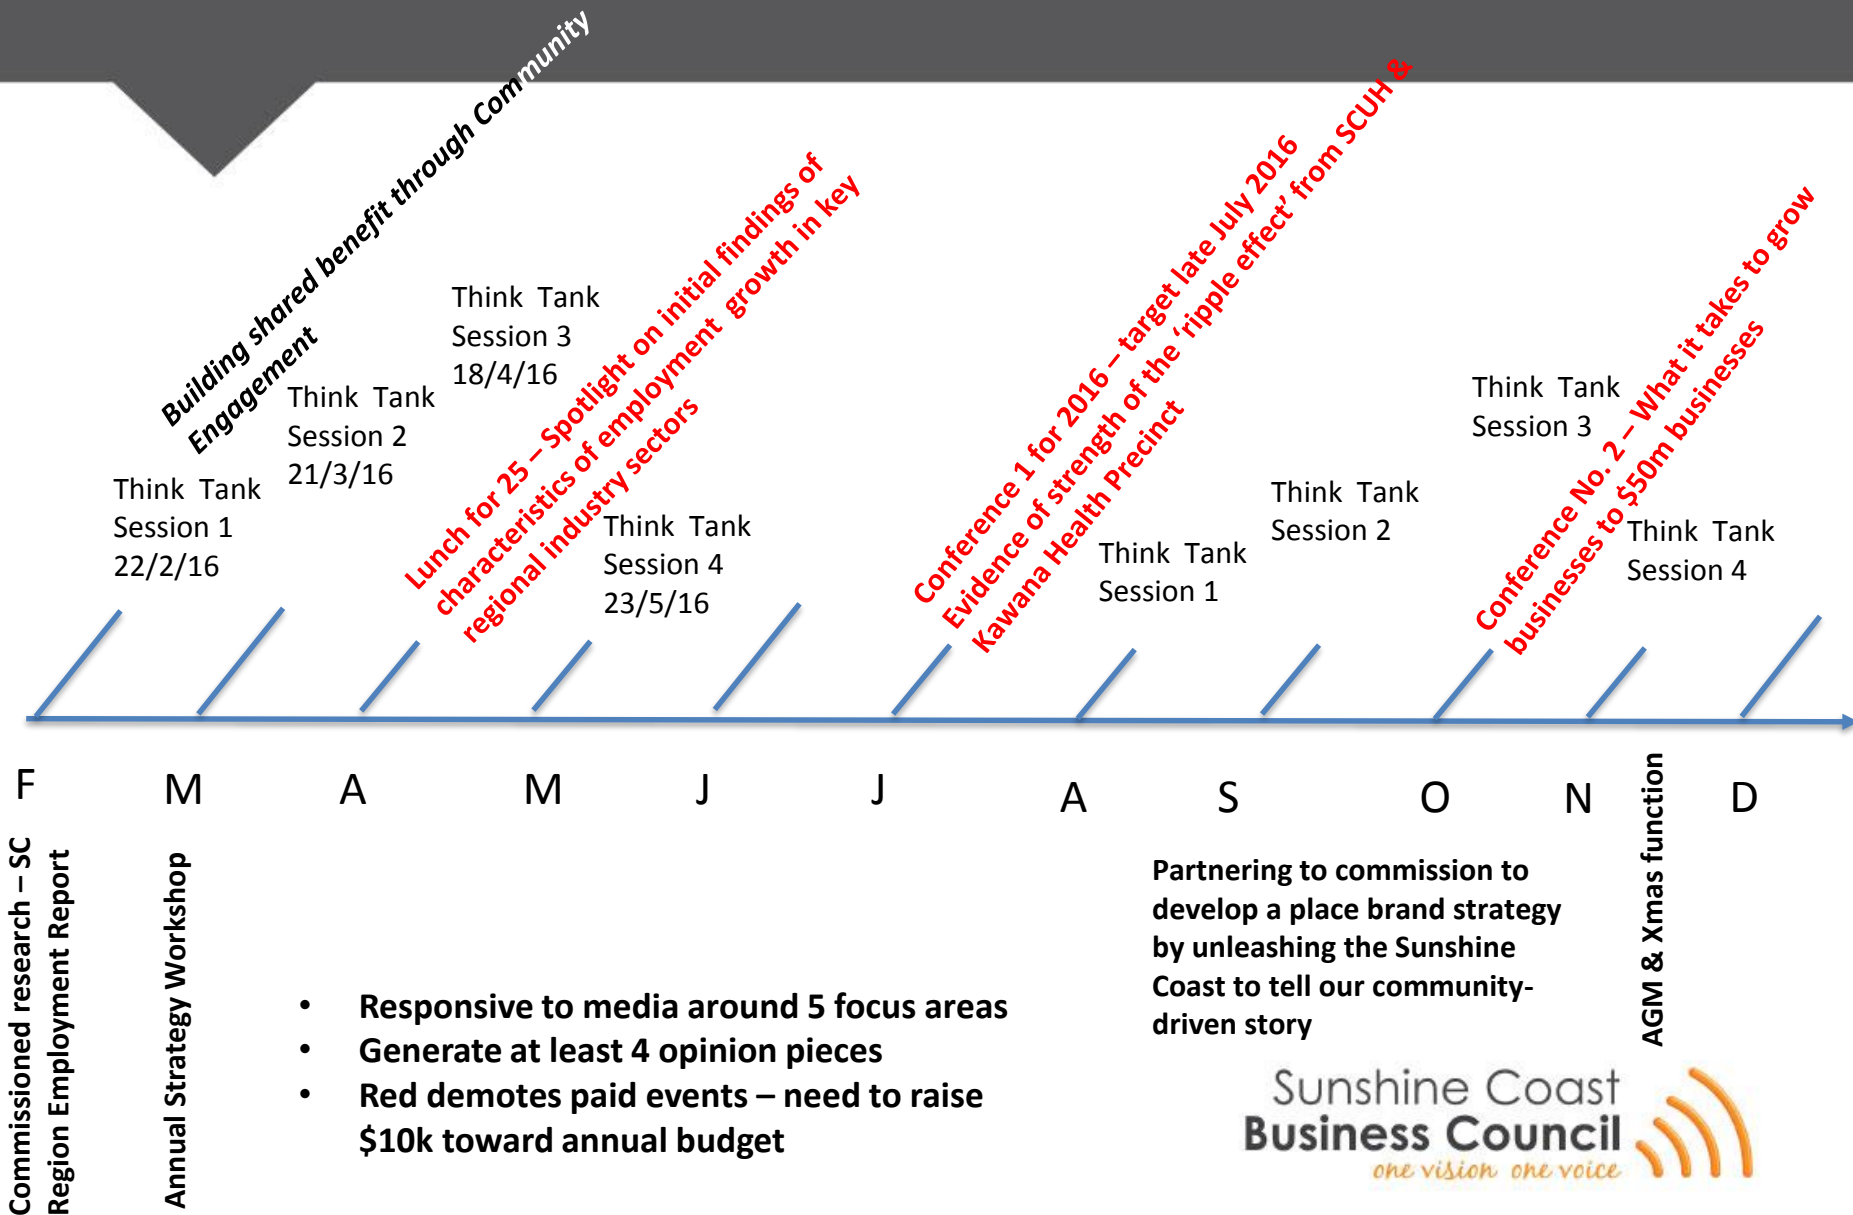 Building shared benefit through Community
Engagement
Think Tank
Session 1
22/2/16
Think Tank
Session 2
21/3/16
Think Tank
Session 3
18/4/16
Lunch for 25 – Spotlight on initial findings of
characteristics of employment growth in key
regional industry sectors
Think Tank
Session 4
23/5/16
Conference 1 for 2016 – target late July 2016
Evidence of strength of the ‘ripple effect’ from SCUH &
Kawana Health Precinct
Think Tank
Session 1
Think Tank
Session 2
Think Tank
Session 3
Conference No. 2 – What it takes to grow
businesses to $50m businesses
Think Tank
Session 4
F
M
A
M
J
J
A
S
O
N
D
Commissioned research – SC
Region Employment Report
Annual Strategy Workshop
• Responsive to media around 5 focus areas
• Generate at least 4 opinion pieces
• Red demotes paid events – need to raise
$10k toward annual budget
Partnering to commission to
develop a place brand strategy
by unleashing the Sunshine
Coast to tell our community-
driven story
AGM & Xmas function
Sunshine Coast
Business Council
one vision one voice